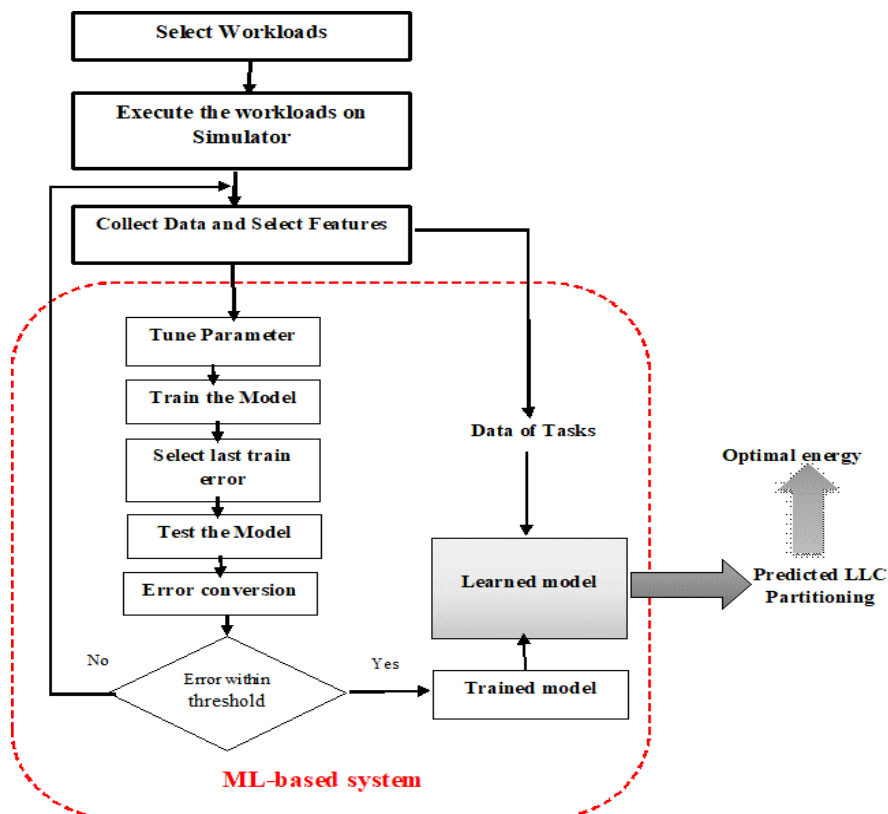 Select Workloads
Execute the workloads on
Simulator
Collect Data and Select Features
Tune Parameter
Train the Model
Select last train
error
Test the Model
Error conversion
Error within
threshold
No
Yes
Trained model
Learned model
Data of Tasks
Predicted LLC
Partitioning
Optimal energy
ML-based system